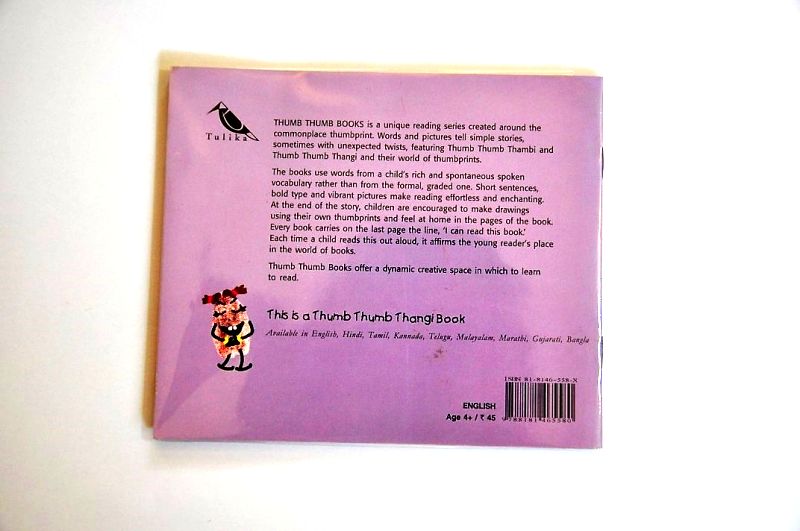 Tulika
THUMB THUMB BOOKS is a unique reading series created around the
commonplace thumbprint. Words and pictures tell simple stories,
sometimes with unexpected twists, featuring Thumb Thumb Thambi and
Thumb Thumb Thangi and their world of thumbprints.
The books use words from a child's rich and spontaneous spoken
vocabulary rather than from the formal, graded one. Short sentences,
bold type and vibrant pictures make reading effortless and enchanting.
At the end of the story, children are encouraged to make drawings
using their own thumbprints and feel at home in the pages of the book.
Every book carries on the last page the line, 'I can read this book.'
Each time a child reads this out aloud, it affirms the young reader's place
in the world of books.
Thumb Thumb Books offer a dynamic creative space in which to learn
to read.
This is a Thumb Thumb Thangi Book
Available in English, Hindi, Tamil, Kannada, Telugu, Malayalam, Marathi, Gujarati, Bangla
ISBN 81-8146-558-X
ENGLISH
Age 4+ / ₹ 45
9788181465580